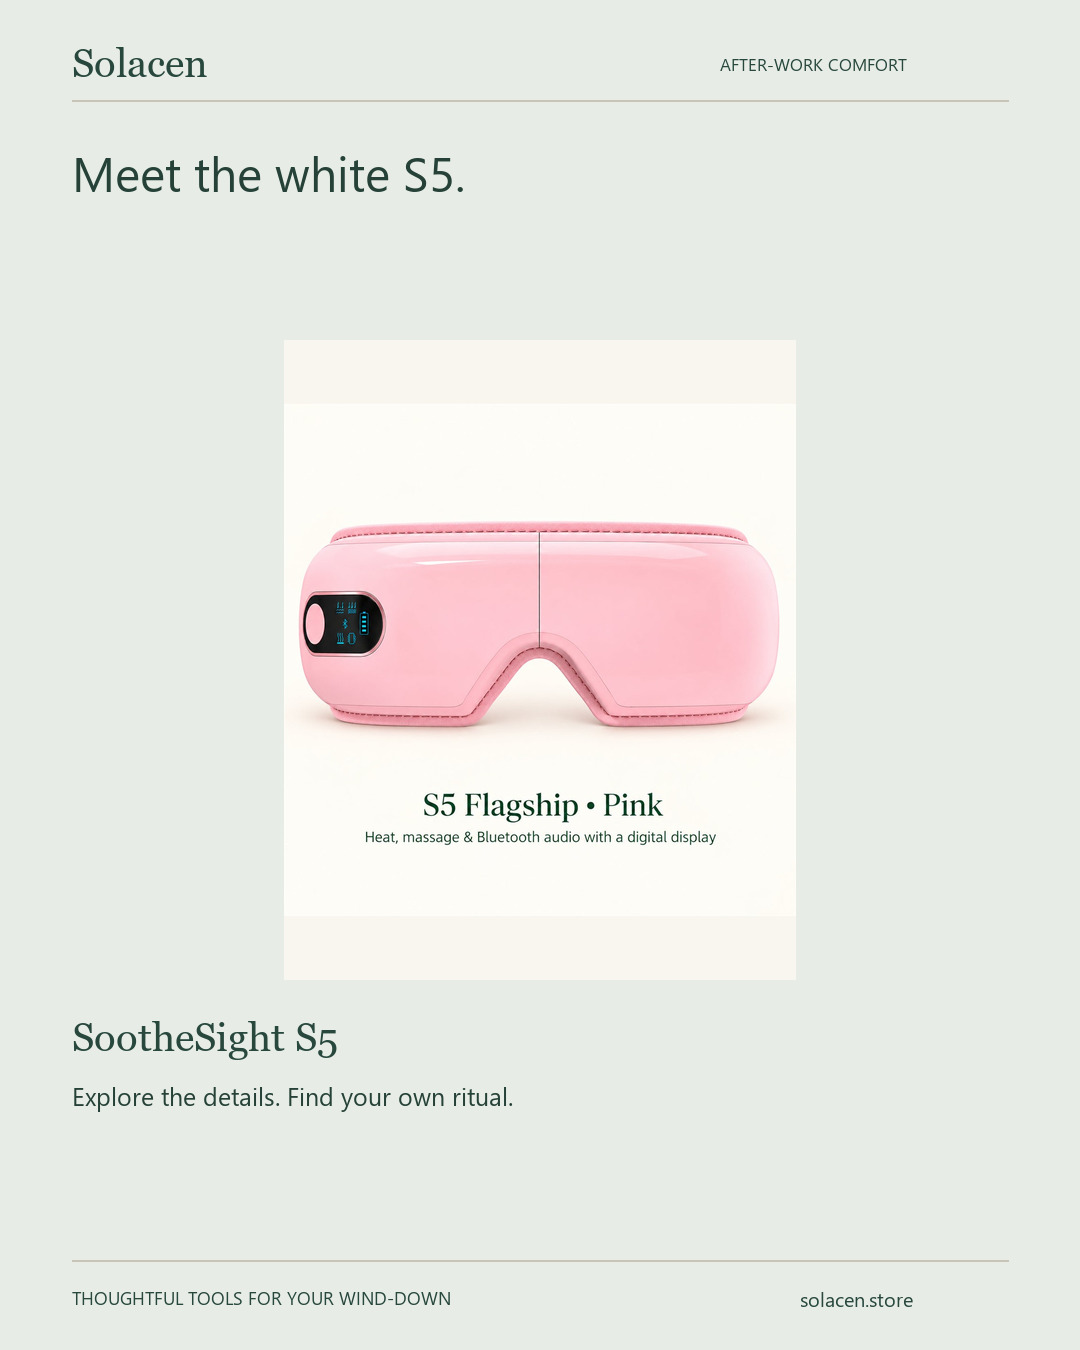 Solacen
AFTER-WORK COMFORT
Meet the white S5.
S5 Flagship • Pink
Heat, massage & Bluetooth audio with a digital display
SootheSight S5
Explore the details. Find your own ritual.
THOUGHTFUL TOOLS FOR YOUR WIND-DOWN
solacen.store